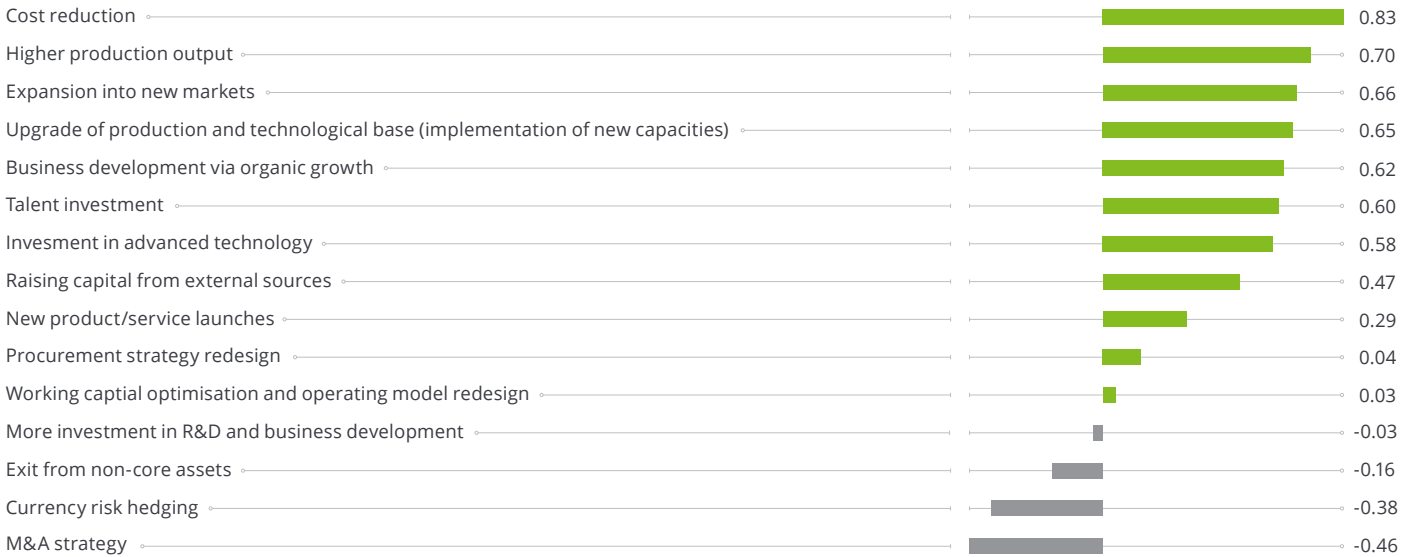 Cost reduction 0.83
Higher production output 0.70
Expansion into new markets 0.66
Upgrade of production and technological base (implementation of new capacities) 0.65
Business development via organic growth 0.62
Talent investment 0.60
Invesment in advanced technology 0.58
Raising capital from external sources 0.47
New product/service launches 0.29
Procurement strategy redesign 0.04
Working captial optimisation and operating model redesign 0.03
More investment in R&D and business development -0.03
Exit from non-core assets -0.16
Currency risk hedging -0.38
M&A strategy -0.46